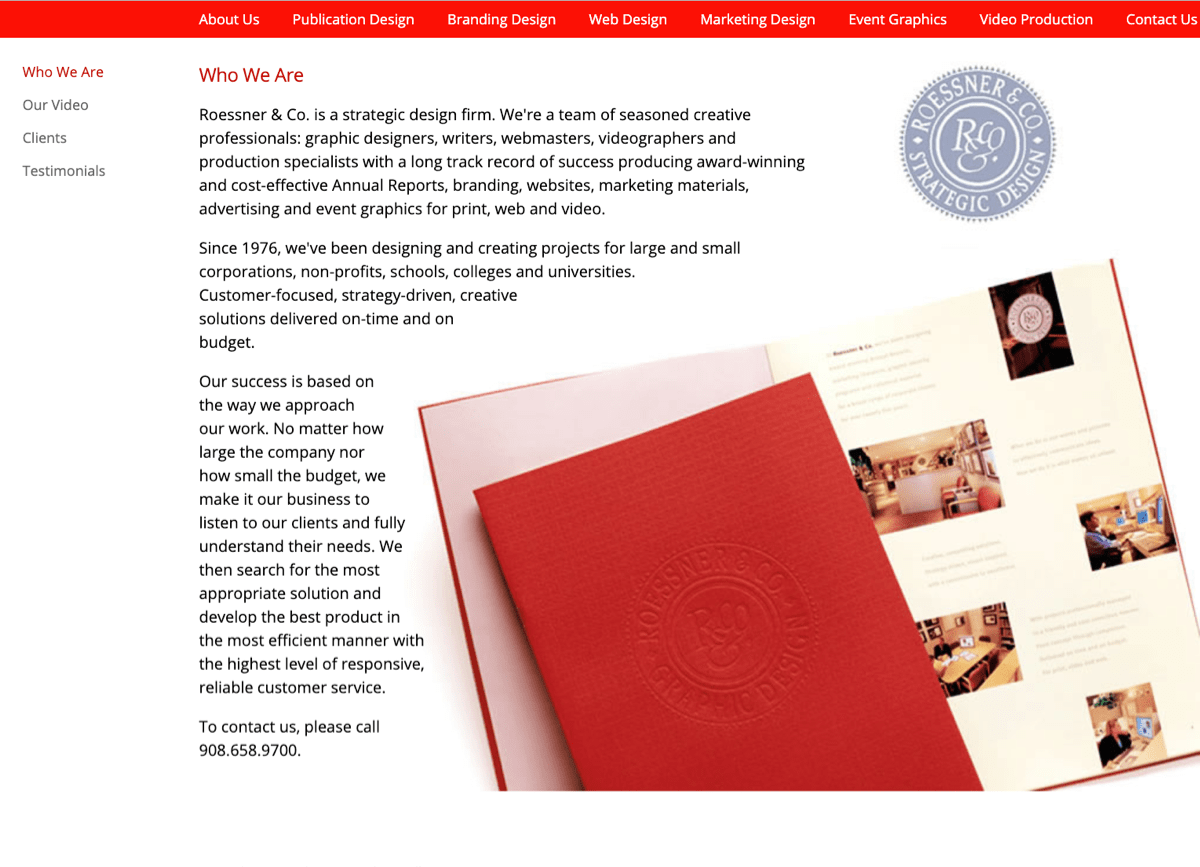 About Us Publication Design Branding Design Web Design Marketing Design Event Graphics Video Production Contact Us
Who We Are
Our Video
Clients
Testimonials
Who We Are
Roessner & Co. is a strategic design firm. We're a team of seasoned creative
professionals: graphic designers, writers, webmasters, videographers and
production specialists with a long track record of success producing award-winning
and cost-effective Annual Reports, branding, websites, marketing materials,
advertising and event graphics for print, web and video.
Since 1976, we've been designing and creating projects for large and small
corporations, non-profits, schools, colleges and universities.
Customer-focused, strategy-driven, creative
solutions delivered on-time and on
budget.
Our success is based on
the way we approach
our work. No matter how
large the company nor
how small the budget, we
make it our business to
listen to our clients and fully
understand their needs. We
then search for the most
appropriate solution and
develop the best product in
the most efficient manner with
the highest level of responsive,
reliable customer service.
To contact us, please call
908.658.9700.
ROESSNER & CO.
R&Co.
STRATEGIC DESIGN
Roessner & Co.
ROESSNER & CO.
R&Co.
GRAPHIC DESIGN